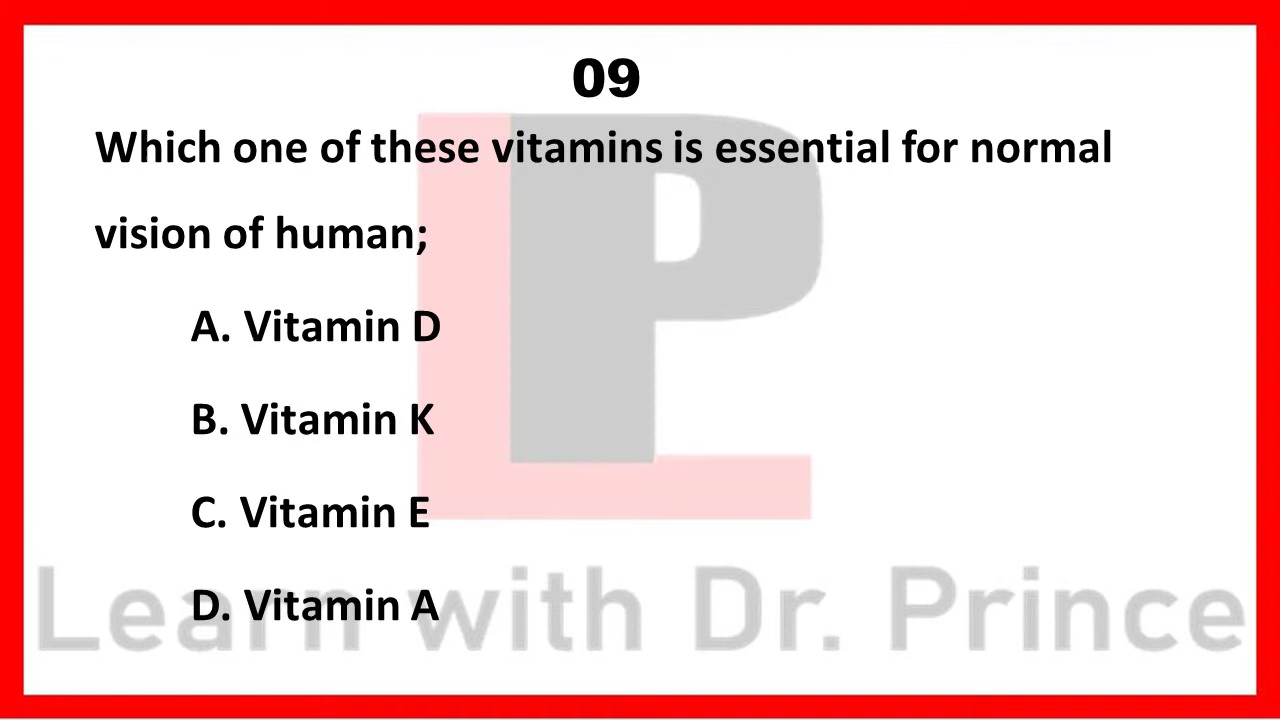 09
Which one of these vitamins is essential for normal
vision of human;
A. Vitamin D
B. Vitamin K
C. Vitamin E
D. Vitamin A
LP
Learn with Dr. Prince